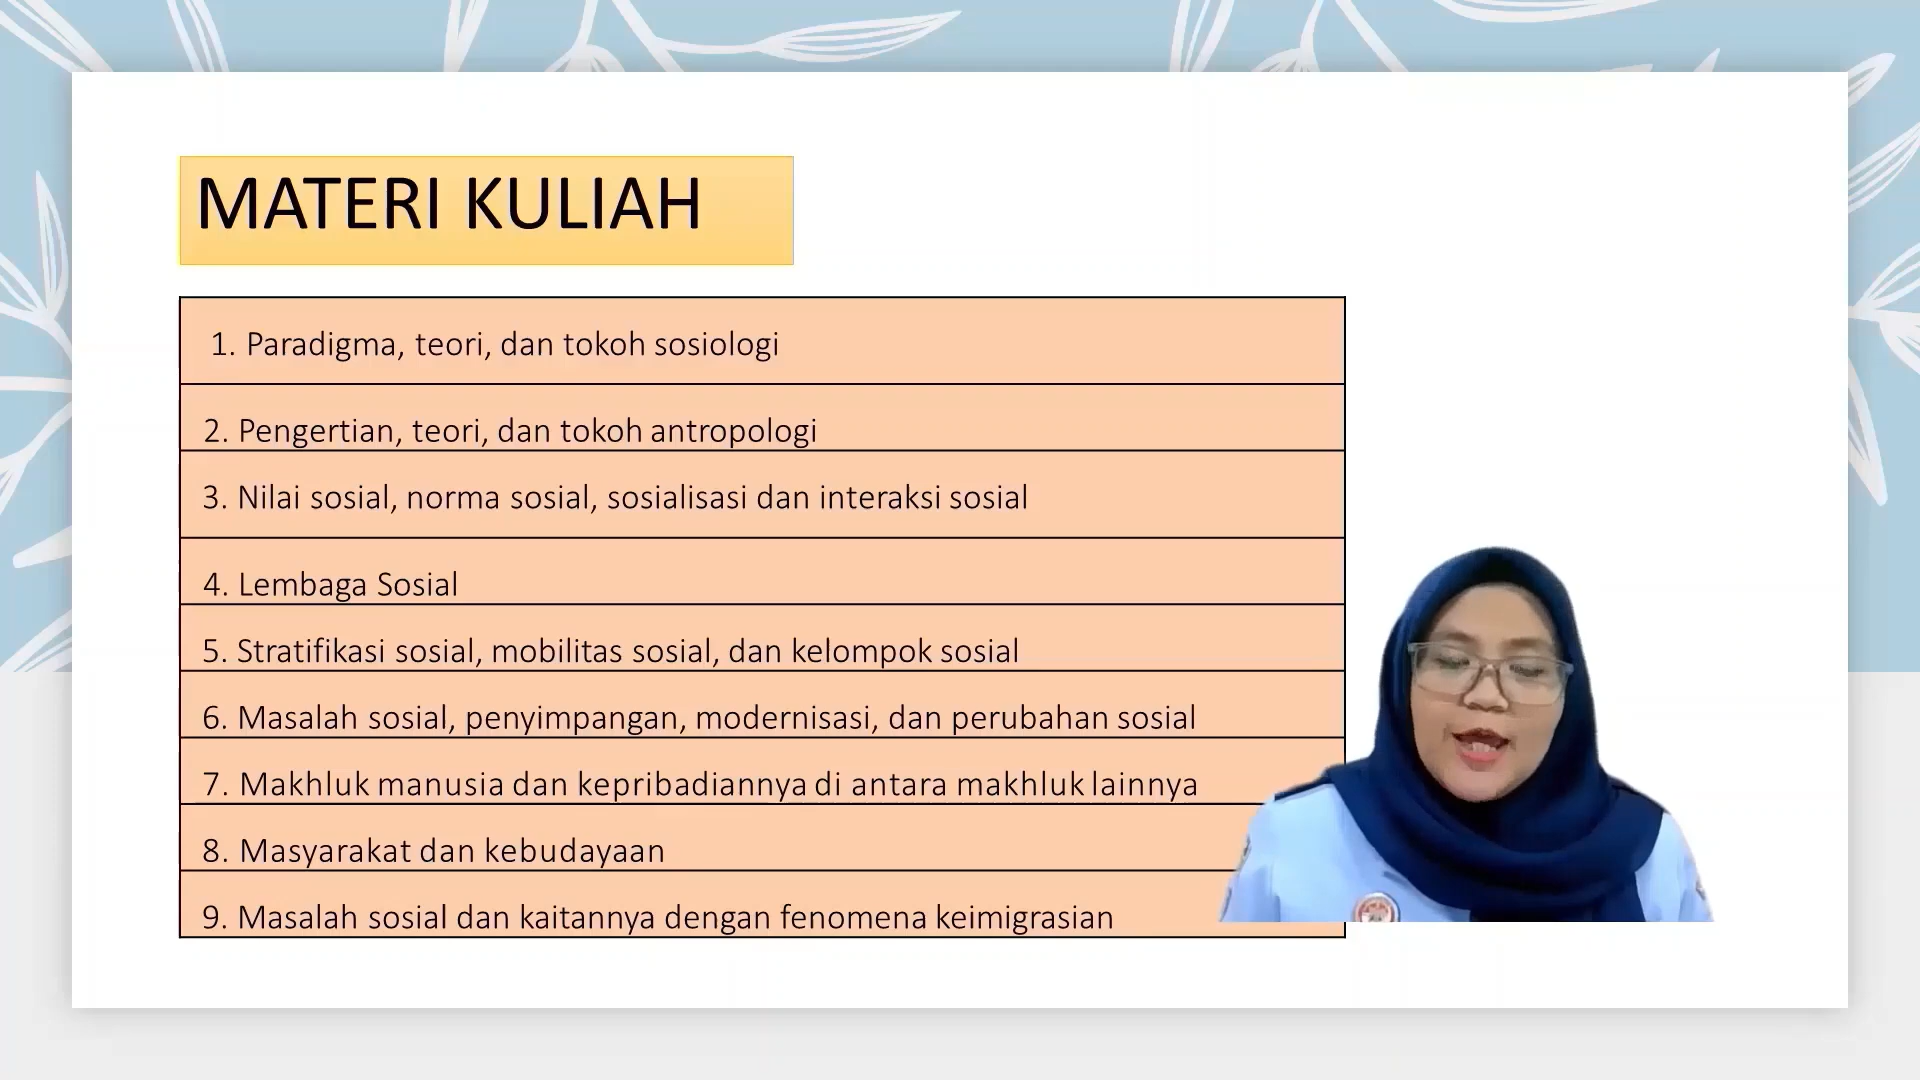 MATERI KULIAH
1. Paradigma, teori, dan tokoh sosiologi
2. Pengertian, teori, dan tokoh antropologi
3. Nilai sosial, norma sosial, sosialisasi dan interaksi sosial
4. Lembaga Sosial
5. Stratifikasi sosial, mobilitas sosial, dan kelompok sosial
6. Masalah sosial, penyimpangan, modernisasi, dan perubahan sosial
7. Makhluk manusia dan kepribadiannya di antara makhluk lainnya
8. Masyarakat dan kebudayaan
9. Masalah sosial dan kaitannya dengan fenomena keimigrasian